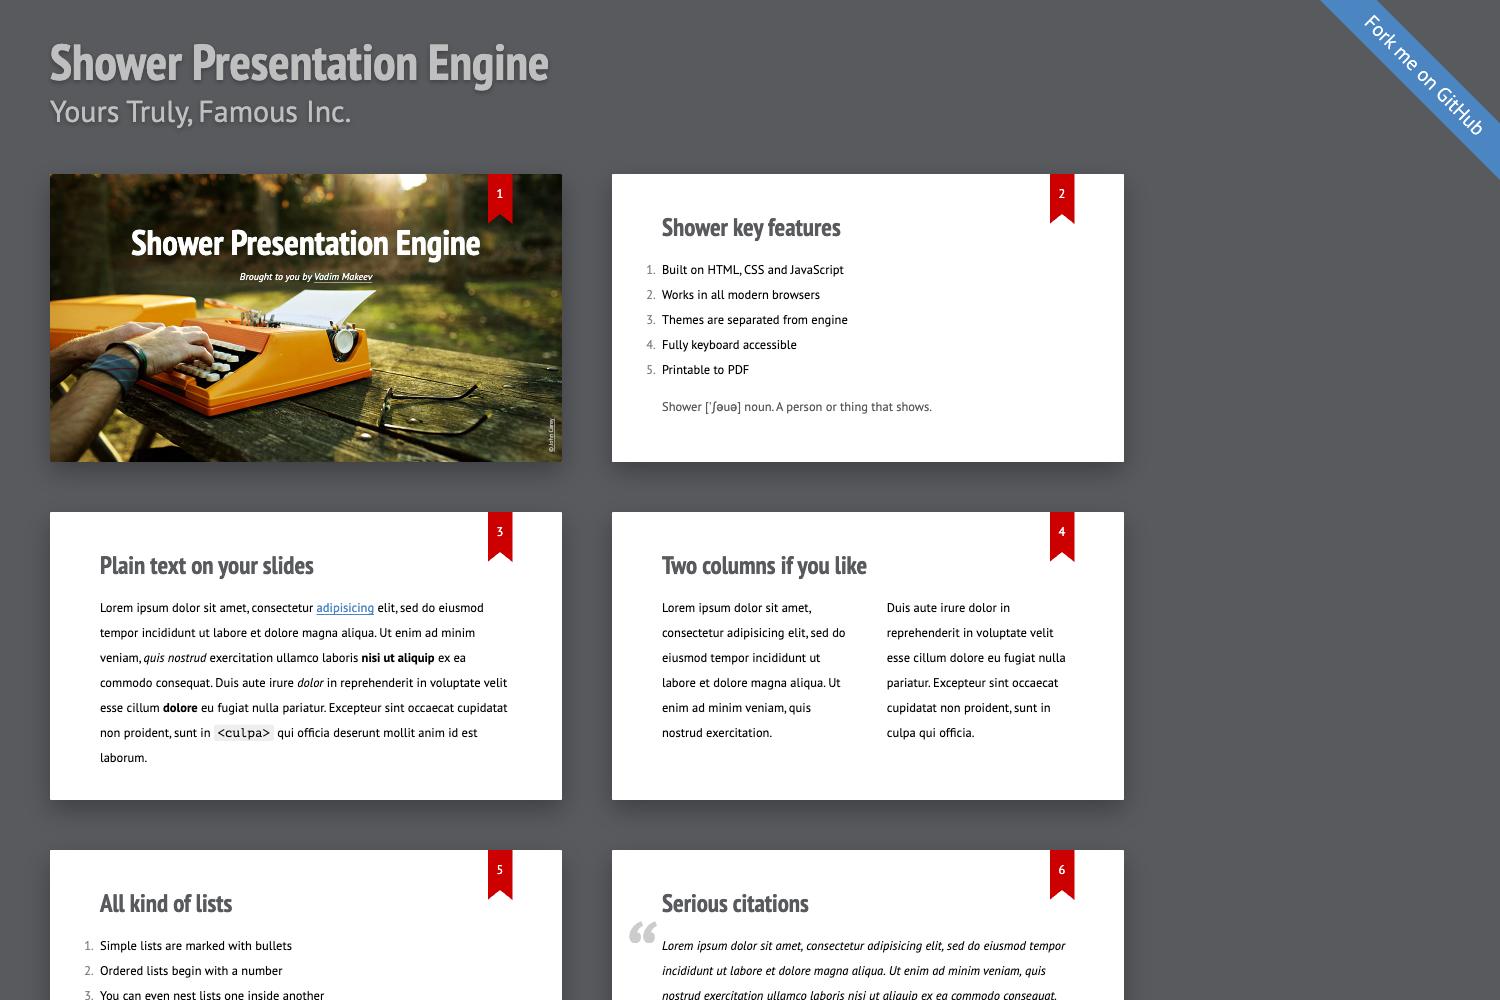 Shower Presentation Engine
Yours Truly, Famous Inc.
Fork me on GitHub
1
Shower Presentation Engine
Brought to you by Vadim Makeev
© John Carey
2
Shower key features
1. Built on HTML, CSS and JavaScript
2. Works in all modern browsers
3. Themes are separated from engine
4. Fully keyboard accessible
5. Printable to PDF
Shower ['ʃəuə] noun. A person or thing that shows.
3
Plain text on your slides
Lorem ipsum dolor sit amet, consectetur adipisicing elit, sed do eiusmod
tempor incididunt ut labore et dolore magna aliqua. Ut enim ad minim
veniam, quis nostrud exercitation ullamco laboris nisi ut aliquip ex ea
commodo consequat. Duis aute irure dolor in reprehenderit in voluptate velit
esse cillum dolore eu fugiat nulla pariatur. Excepteur sint occaecat cupidatat
non proident, sunt in <culpa> qui officia deserunt mollit anim id est
laborum.
4
Two columns if you like
Lorem ipsum dolor sit amet,
consectetur adipisicing elit, sed do
eiusmod tempor incididunt ut
labore et dolore magna aliqua. Ut
enim ad minim veniam, quis
nostrud exercitation.
Duis aute irure dolor in
reprehenderit in voluptate velit
esse cillum dolore eu fugiat nulla
pariatur. Excepteur sint occaecat
cupidatat non proident, sunt in
culpa qui officia.
5
All kind of lists
1. Simple lists are marked with bullets
2. Ordered lists begin with a number
3. You can even nest lists one inside another
6
Serious citations
“
Lorem ipsum dolor sit amet, consectetur adipisicing elit, sed do eiusmod tempor
incididunt ut labore et dolore magna aliqua. Ut enim ad minim veniam, quis
nostrud exercitation ullamco laboris nisi ut aliquip ex ea commodo consequat.